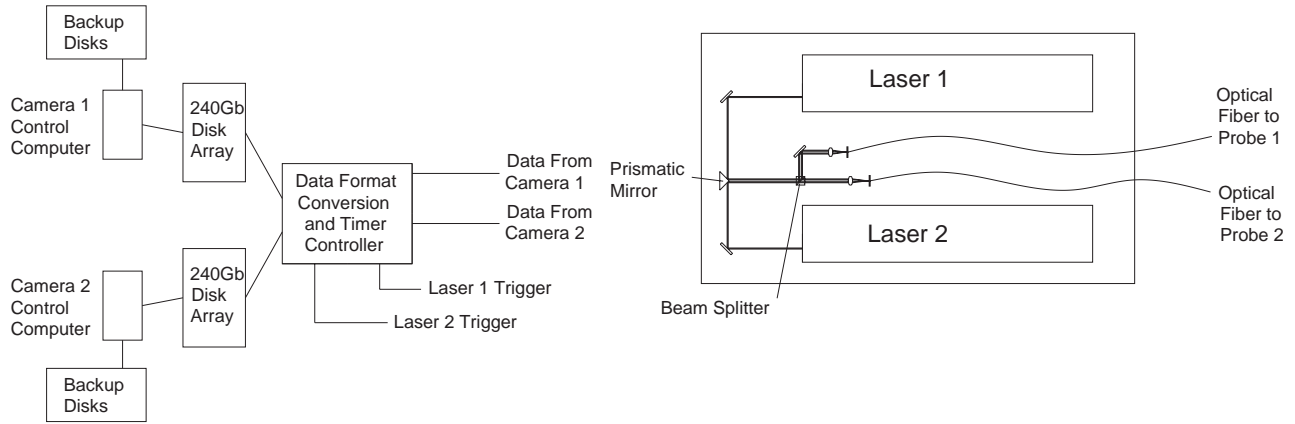 Backup
Disks
Camera 1
Control
Computer
240Gb
Disk
Array
Data Format
Conversion
and Timer
Controller
Data From
Camera 1
Data From
Camera 2
Laser 1 Trigger
Laser 2 Trigger
Camera 2
Control
Computer
240Gb
Disk
Array
Backup
Disks
Laser 1
Laser 2
Prismatic
Mirror
Beam Splitter
Optical
Fiber to
Probe 1
Optical
Fiber to
Probe 2